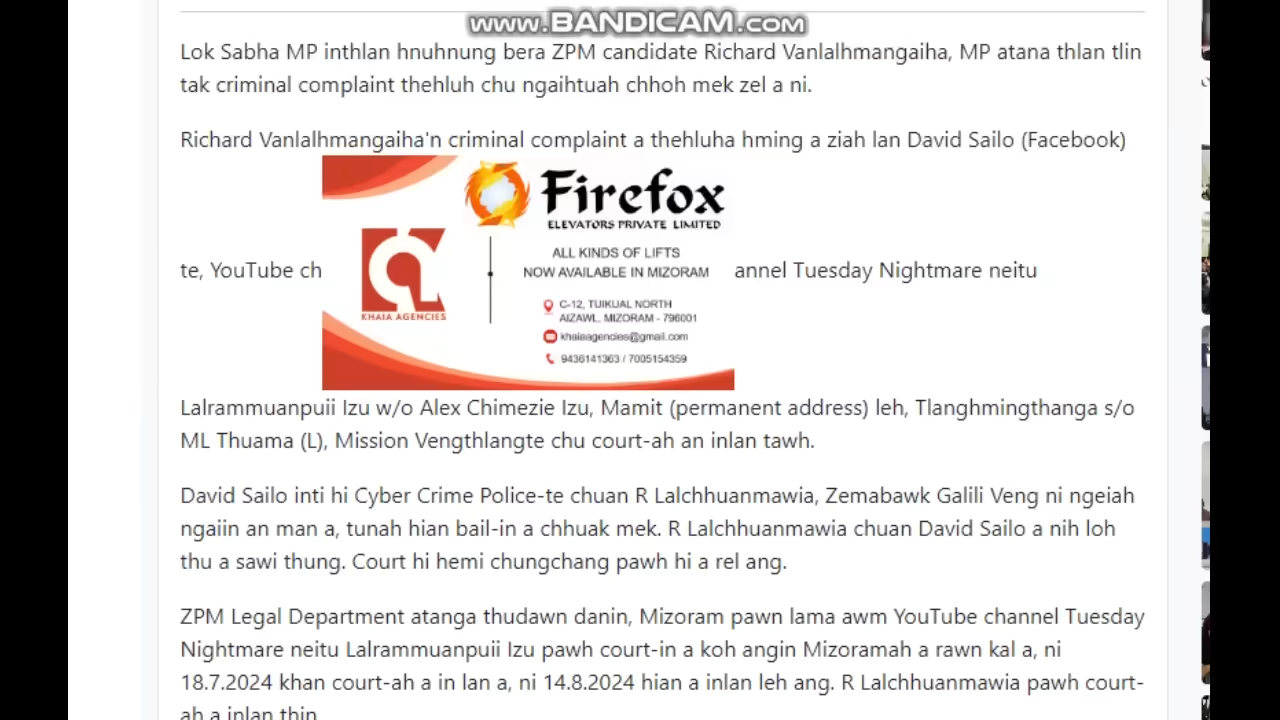 www.BANDICAM.com
Lok Sabha MP inthlan hnuhnung bera ZPM candidate Richard Vanlalhmangaiha, MP atana thlan tlin
tak criminal complaint thehluh chu ngaihtuah chhoh mek zel a ni.
Richard Vanlalhmangaiha'n criminal complaint a thehluha hming a ziah lan David Sailo (Facebook)
Firefox
ELEVATORS PRIVATE LIMITED
ALL KINDS OF LIFTS
NOW AVAILABLE IN MIZORAM
KHAIA AGENCIES
C-12, TUIKUAL NORTH
AIZAWL, MIZORAM - 796001
khaiaagencies@gmail.com
9436141363 / 7005154359
te, YouTube ch annel Tuesday Nightmare neitu
Lalrammuanpuii Izu w/o Alex Chimezie Izu, Mamit (permanent address) leh, Tlanghmingthanga s/o
ML Thuama (L), Mission Vengthlangte chu court-ah an inlan tawh.
David Sailo inti hi Cyber Crime Police-te chuan R Lalchhuanmawia, Zemabawk Galili Veng ni ngeiah
ngaiin an man a, tunah hian bail-in a chhuak mek. R Lalchhuanmawia chuan David Sailo a nih loh
thu a sawi thung. Court hi hemi chungchang pawh hi a rel ang.
ZPM Legal Department atanga thudawn danin, Mizoram pawn lama awm YouTube channel Tuesday
Nightmare neitu Lalrammuanpuii Izu pawh court-in a koh angin Mizoramah a rawn kal a, ni
18.7.2024 khan court-ah a in lan a, ni 14.8.2024 hian a inlan leh ang. R Lalchhuanmawia pawh court-
ah a inlan thin